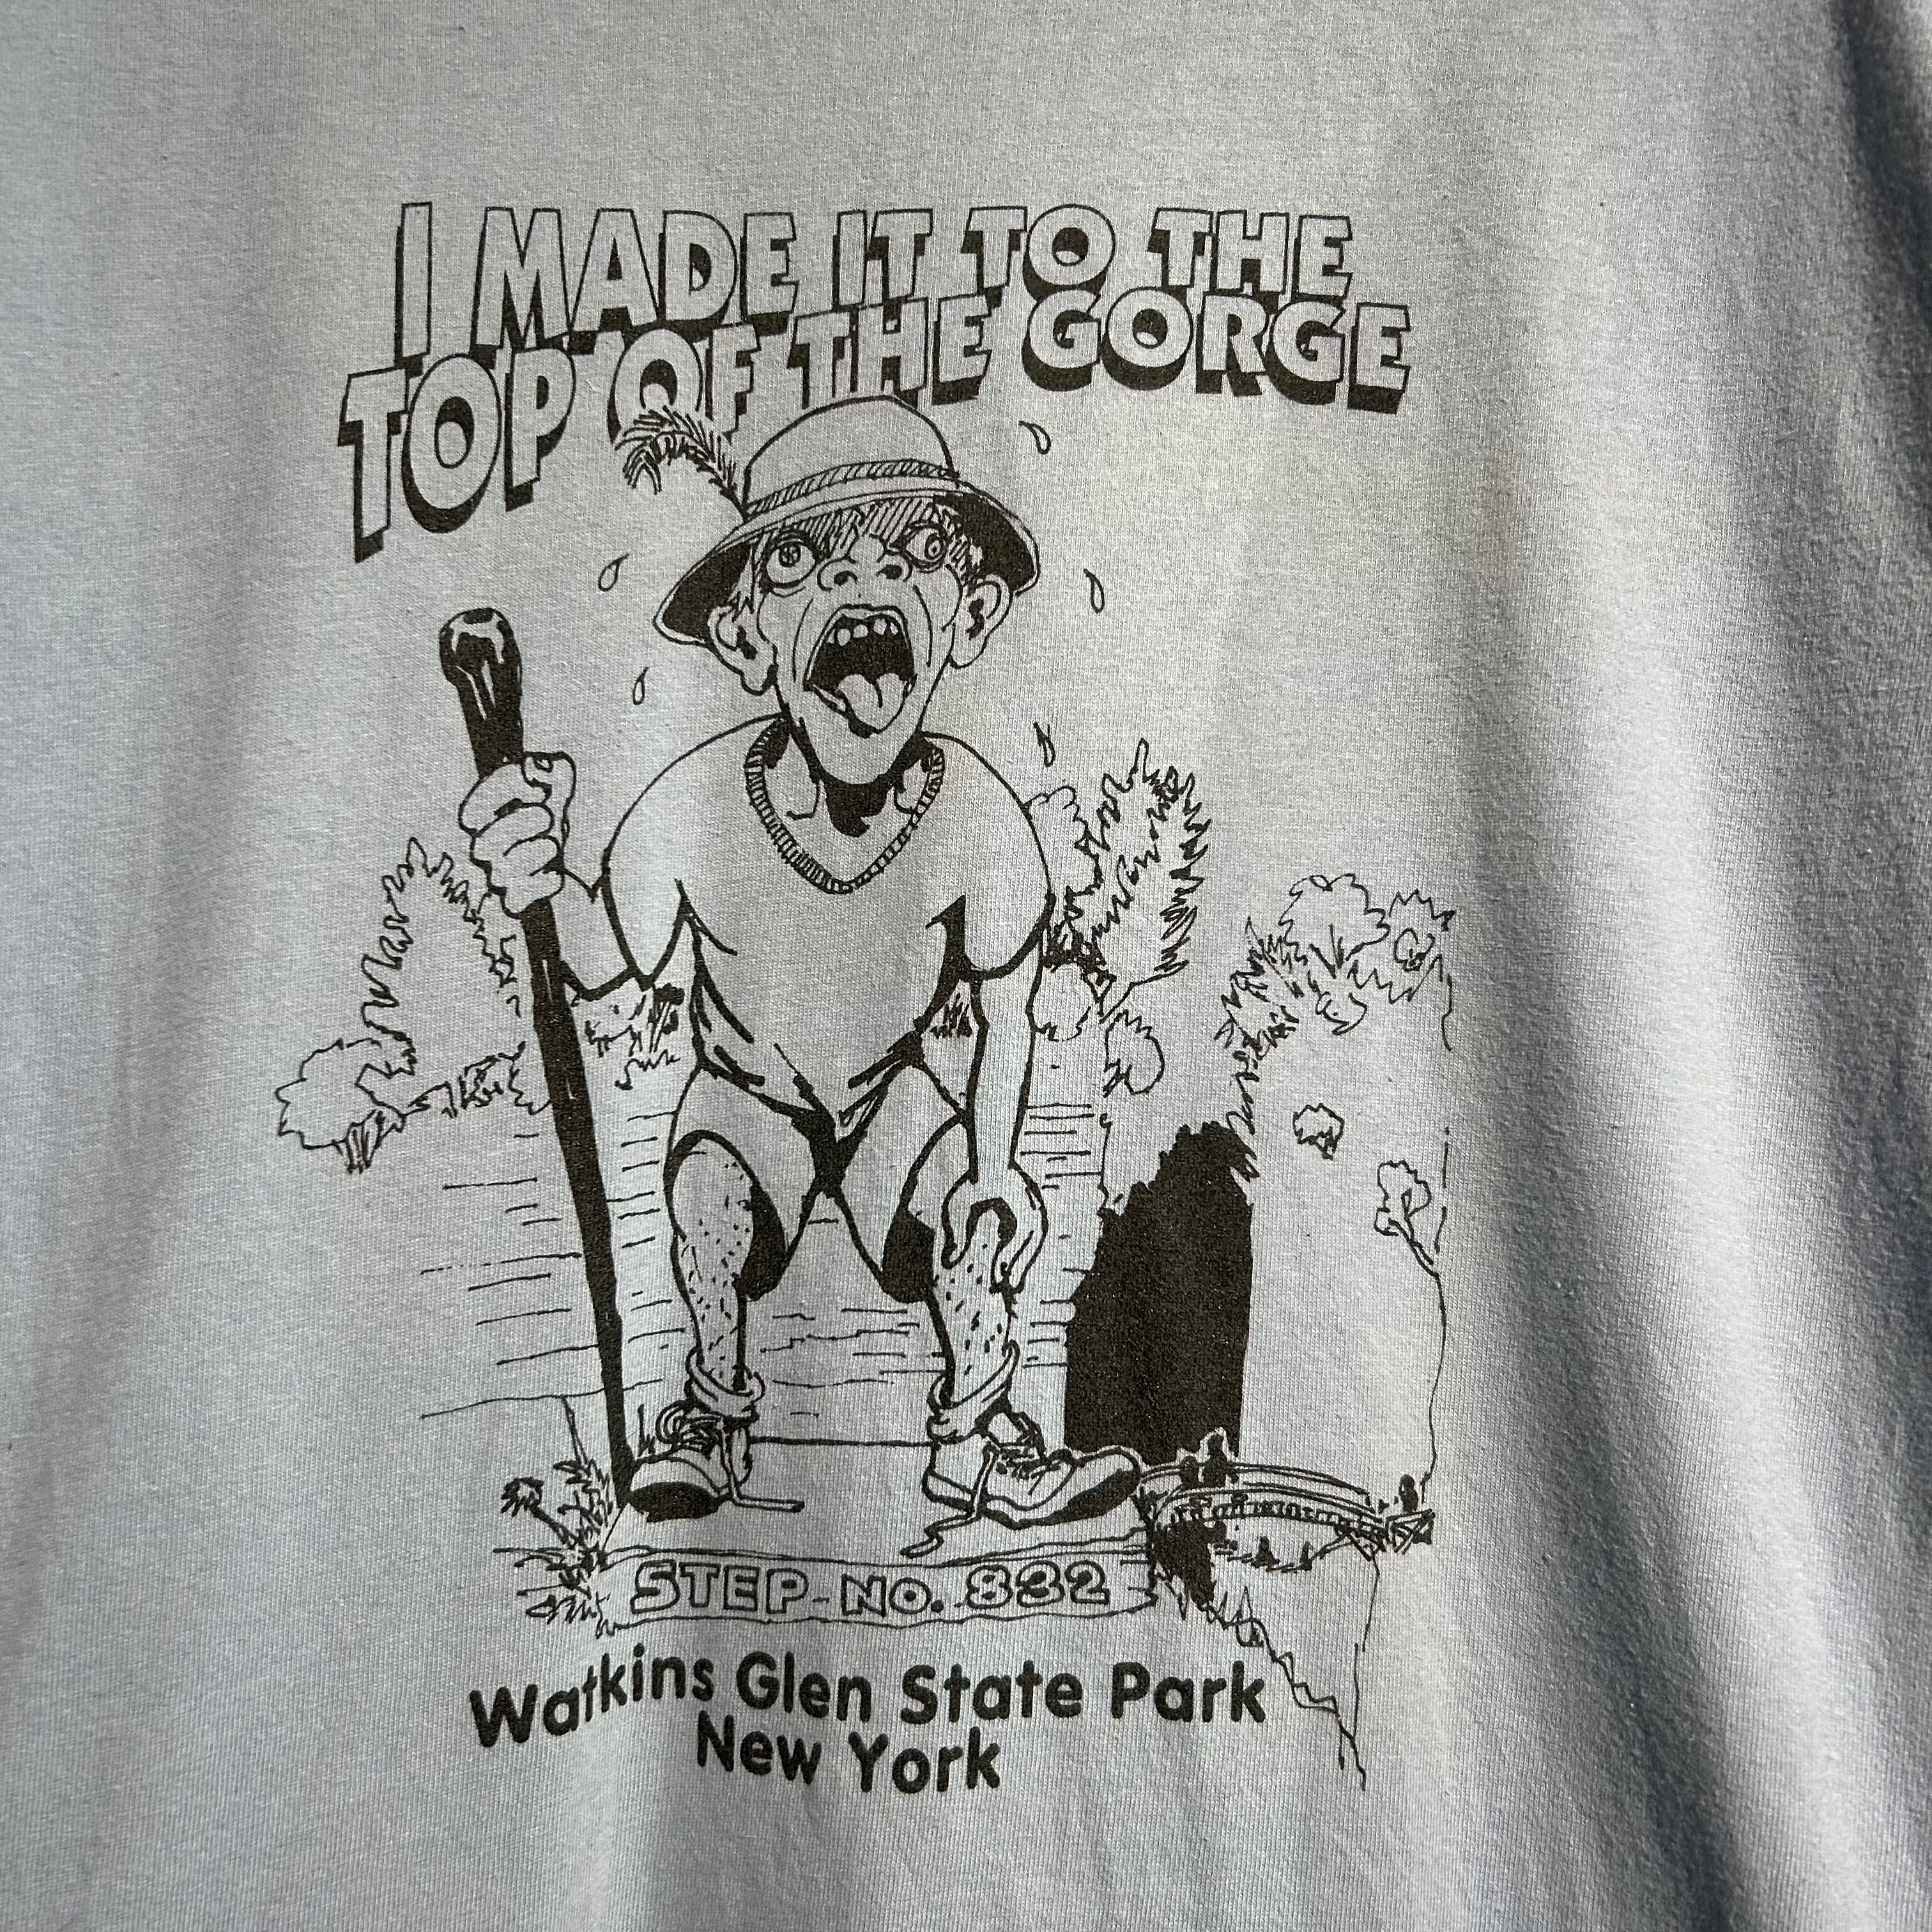 I MADE IT TO THE
TOP OF THE GORGE
STEP NO. 832
Watkins Glen State Park
New York